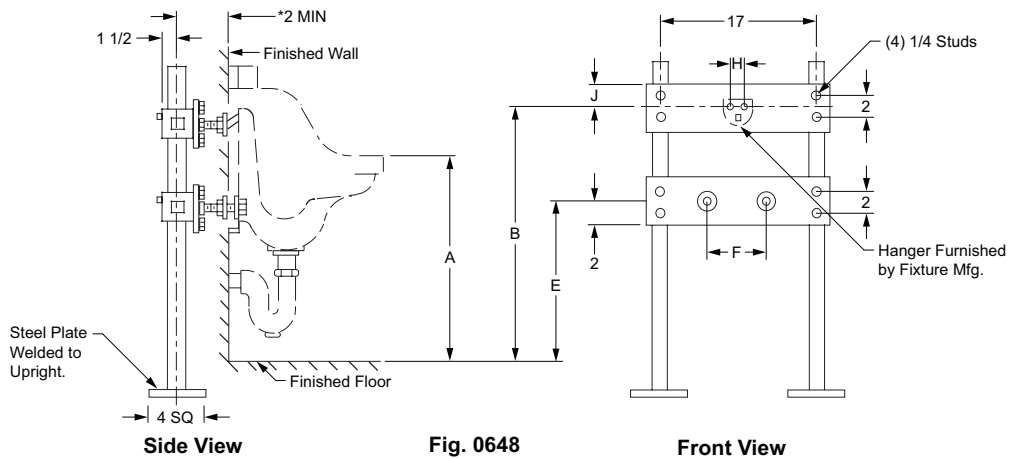 *2 MIN
1 1/2
Finished Wall
17
(4) 1/4 Studs
H
J
2
A
B
E
F
2
2
Hanger Furnished
by Fixture Mfg.
Steel Plate
Welded to
Upright.
Finished Floor
4 SQ
Side View
Fig. 0648
Front View